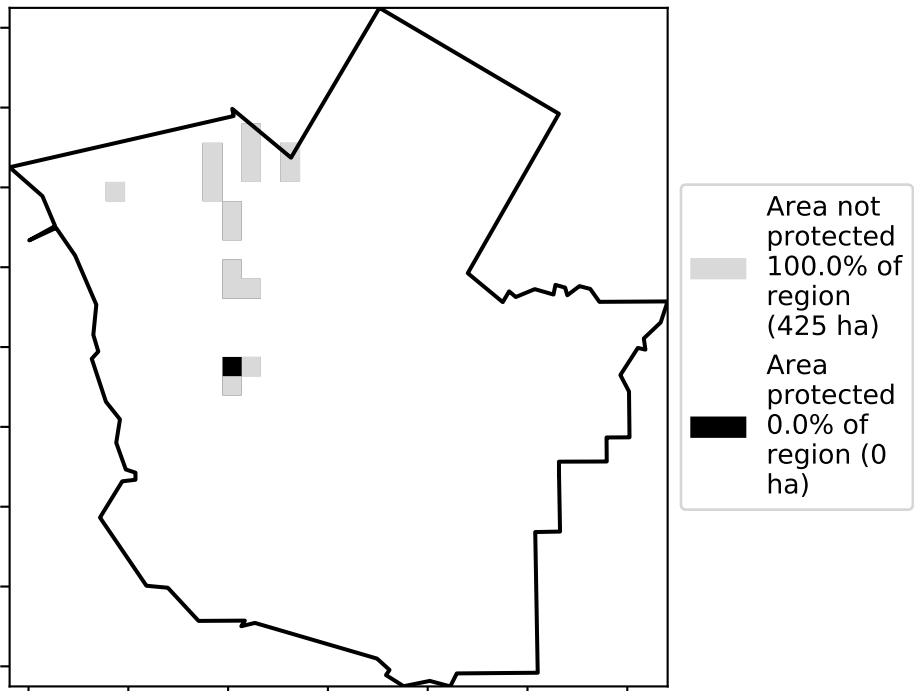 Area not
protected
100.0% of
region
(425 ha)
Area
protected
0.0% of
region (0
ha)